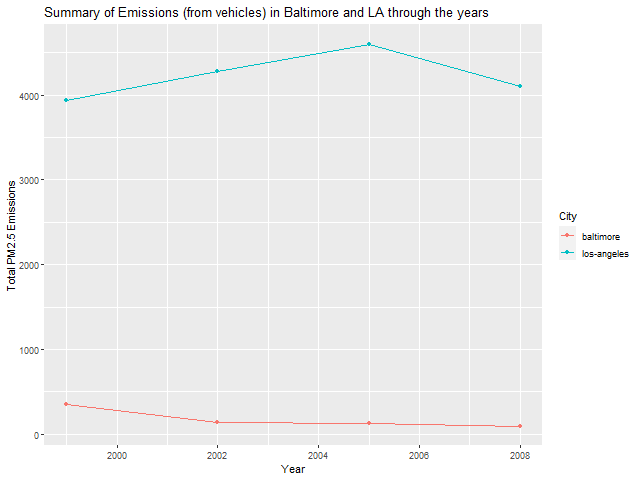 Summary of Emissions (from vehicles) in Baltimore and LA through the years
Total PM2.5 Emissions
4000
3000
2000
1000
0
2000
2002
2004
2006
2008
Year
City
baltimore
los-angeles